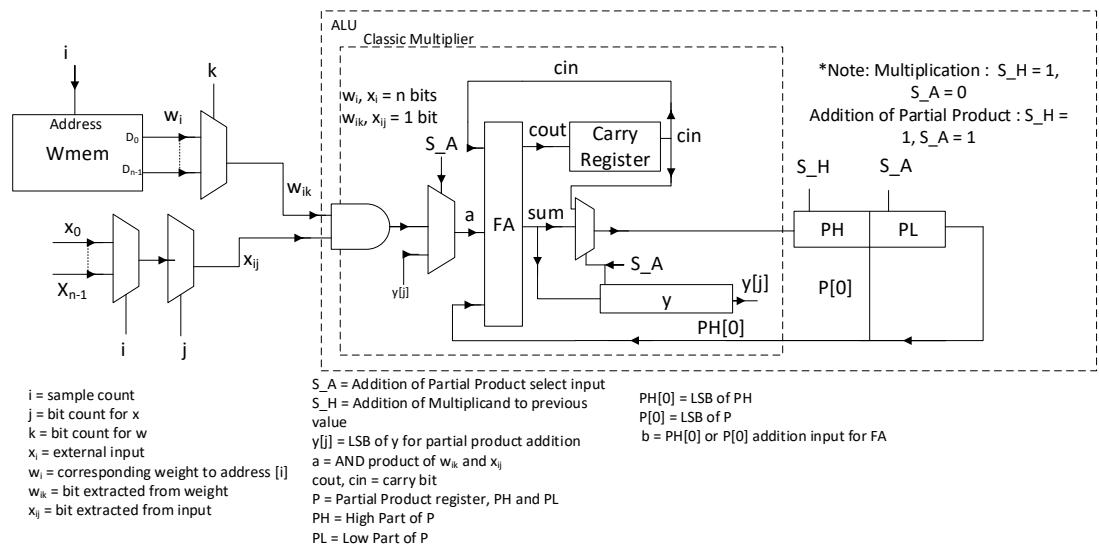 ALU
Classic Multiplier
i
k
Address
Wmem
D0
Dn-1
wi
wik
x0
Xn-1
xij
i
j
wi, xi = n bits
wik, xij = 1 bit
cin
S_A
cout
Carry
Register
cin
a
FA
sum
y[j]
S_A
y
y[j]
PH[0]
*Note: Multiplication : S_H = 1,
S_A = 0
Addition of Partial Product : S_H =
1, S_A = 1
S_H
S_A
PH
PL
P[0]
i = sample count
j = bit count for x
k = bit count for w
xi = external input
wi = corresponding weight to address [i]
wik = bit extracted from weight
xij = bit extracted from input
S_A = Addition of Partial Product select input
S_H = Addition of Multiplicand to previous
value
y[j] = LSB of y for partial product addition
a = AND product of wik and xij
cout, cin = carry bit
P = Partial Product register, PH and PL
PH = High Part of P
PL = Low Part of P
PH[0] = LSB of PH
P[0] = LSB of P
b = PH[0] or P[0] addition input for FA